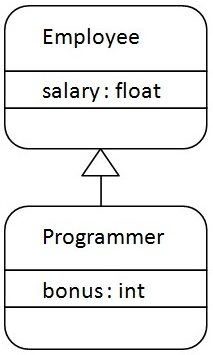 Employee
salary : float
Programmer
bonus : int